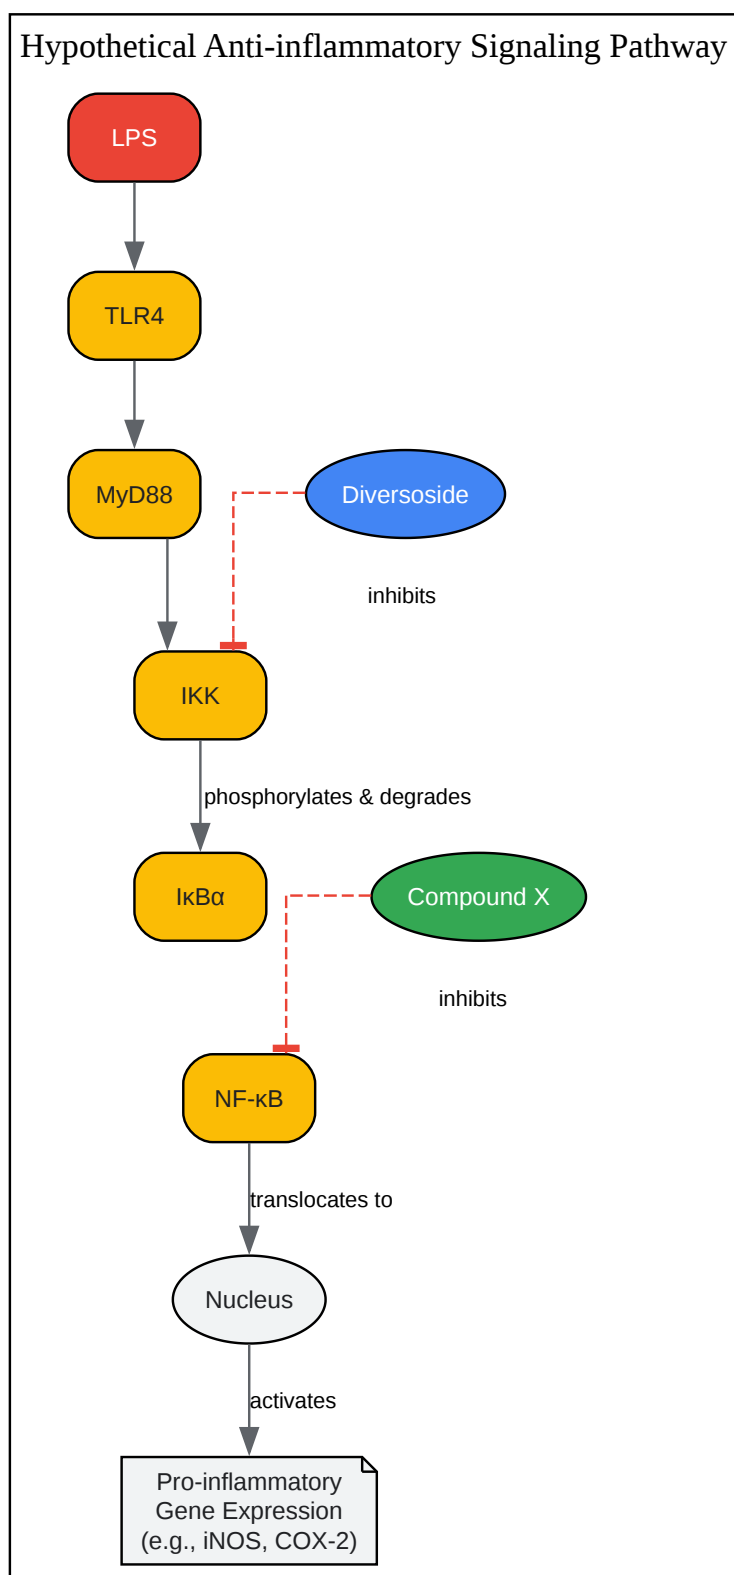 Hypothetical Anti-inflammatory Signaling Pathway
LPS
TLR4
MyD88
Diversoside
inhibits
IKK
phosphorylates & degrades
IκBα
Compound X
inhibits
NF-κB
translocates to
Nucleus
activates
Pro-inflammatory
Gene Expression
(e.g., iNOS, COX-2)